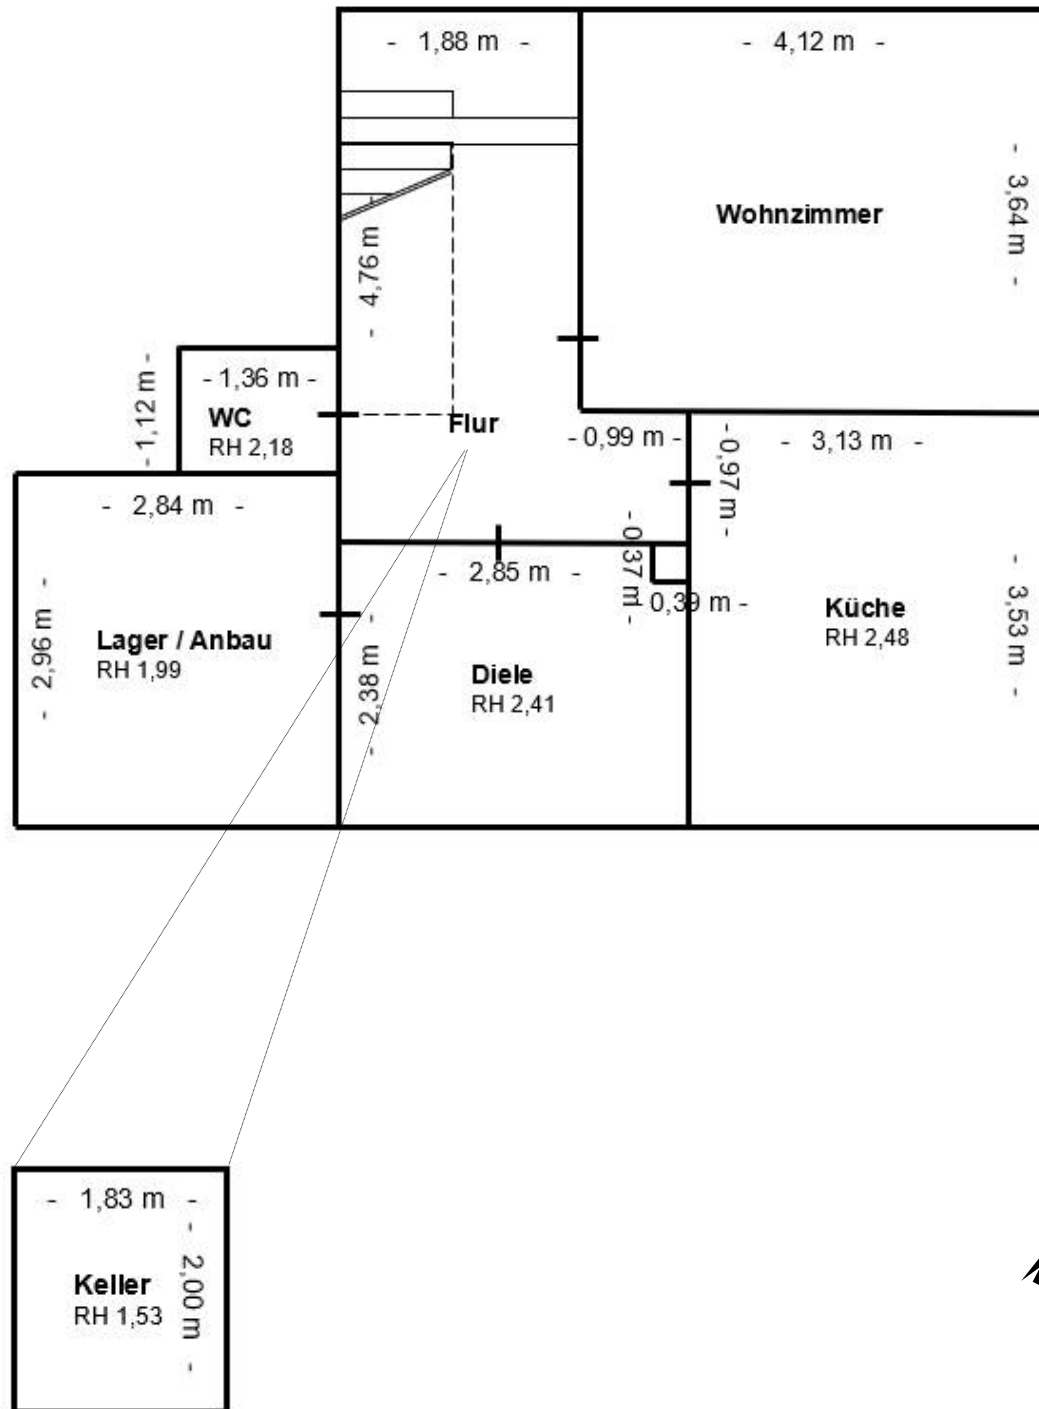 - 1,88 m -
- 4,12 m -
- 3,64 m -
Wohnzimmer
- 4,76 m -
- 1,12 m -
- 1,36 m -
WC
RH 2,18
Flur
- 0,99 m -
- 0,97 m -
- 3,13 m -
- 2,84 m -
- 2,85 m -
- 0,37 m -
- 0,39 m -
Küche
RH 2,48
- 3,53 m -
- 2,96 m -
Lager / Anbau
RH 1,99
- 2,38 m -
Diele
RH 2,41
- 1,83 m -
- 2,00 m -
Keller
RH 1,53